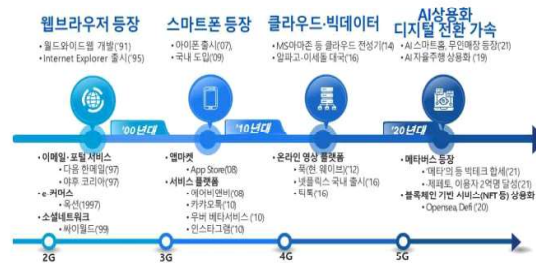 웹브라우저 등장
• 월드와이드웹 개발('91)
• Internet Explorer 출시('95)
스마트폰 등장
• 아이폰 출시('07),
• 국내 도입('09)
클라우드·빅데이터
• MS아마존 등 클라우드 전성기('14)
• 알파고·이세돌 대국('16)
AI상용화
디지털 전환 가속
• AI 스마트홈, 무인매장 등장('21)
• AI 자율주행 상용화 ('19)
'00년대
'10년대
'20년대
• 이메일·포털 서비스
• 다음 한메일('97)
• 야후 코리아('97)
• e-커머스
• 옥션(1997)
• 소셜네트워크
• 싸이월드('99)
• 앱마켓
• App Store('08)
• 서비스 플랫폼
• 에어비앤비('08)
• 카카오톡('10)
• 우버 베타서비스 ('10)
• 인스타그램('10)
• 온라인 영상 플랫폼
• 푹(현, 웨이브)('12)
• 넷플릭스 국내 출시('16)
• 틱톡('16)
• 메타버스 등장
• '메타'의 등 빅테크 합세('21)
• 제페토, 이용자 2억명 달성('21)
• 블록체인 기반 서비스(NFT 등) 상용화
• Opensea, Defi ('20)
2G
3G
4G
5G